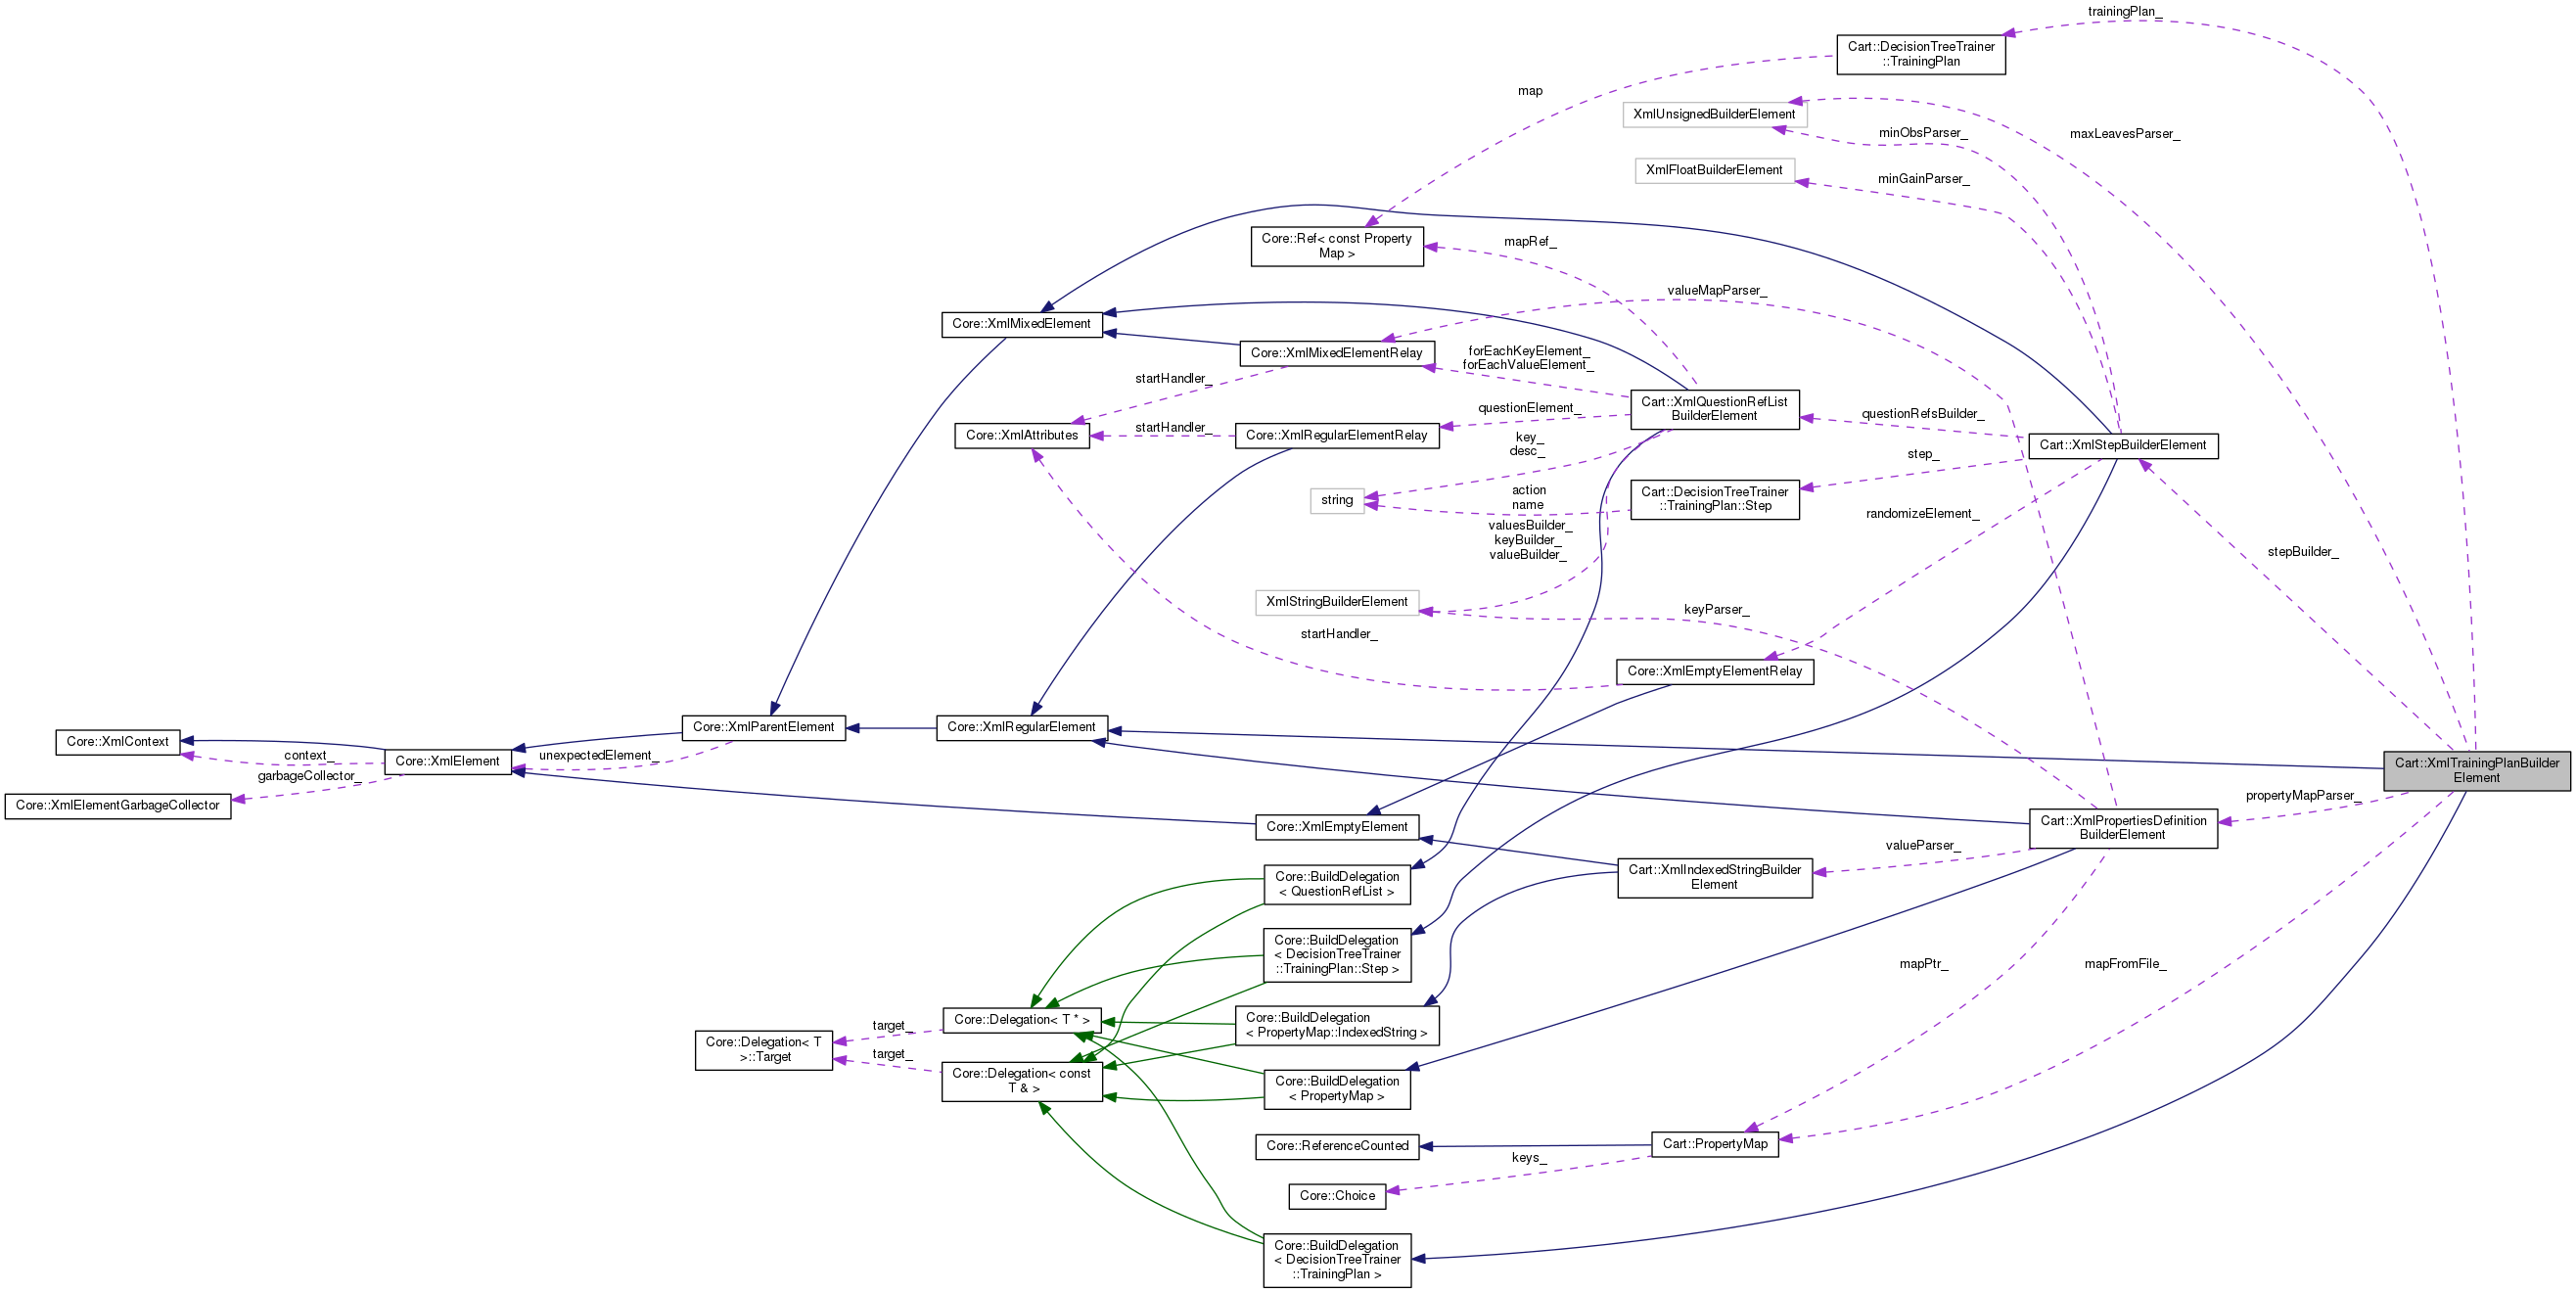 trainingPlan_
Cart::DecisionTreeTrainer
::TrainingPlan
map
XmlUnsignedBuilderElement
minObsParser_
maxLeavesParser_
XmlFloatBuilderElement
minGainParser_
Core::Ref< const Property
Map >
mapRef_
valueMapParser_
Core::XmlMixedElement
Core::XmlMixedElementRelay
forEachKeyElement_
forEachValueElement_
startHandler_
Cart::XmlQuestionRefList
BuilderElement
questionElement_
questionRefsBuilder_
Core::XmlAttributes
startHandler_
Core::XmlRegularElementRelay
key_
desc_
Cart::XmlStepBuilderElement
step_
string
action
name
Cart::DecisionTreeTrainer
::TrainingPlan::Step
randomizeElement_
valuesBuilder_
keyBuilder_
valueBuilder_
stepBuilder_
XmlStringBuilderElement
keyParser_
startHandler_
Core::XmlEmptyElementRelay
Core::XmlContext
context_
Core::XmlElement
unexpectedElement_
Core::XmlParentElement
Core::XmlRegularElement
garbageCollector_
Core::XmlElementGarbageCollector
Cart::XmlTrainingPlanBuilder
Element
propertyMapParser_
Core::XmlEmptyElement
Cart::XmlPropertiesDefinition
BuilderElement
valueParser_
Core::BuildDelegation
< QuestionRefList >
Cart::XmlIndexedStringBuilder
Element
Core::BuildDelegation
< DecisionTreeTrainer
::TrainingPlan::Step >
mapPtr_
mapFromFile_
Core::Delegation< T * >
target_
Core::BuildDelegation
< PropertyMap::IndexedString >
Core::Delegation< T
>::Target
target_
Core::Delegation< const
T & >
Core::BuildDelegation
< PropertyMap >
Core::ReferenceCounted
Cart::PropertyMap
keys_
Core::Choice
Core::BuildDelegation
< DecisionTreeTrainer
::TrainingPlan >